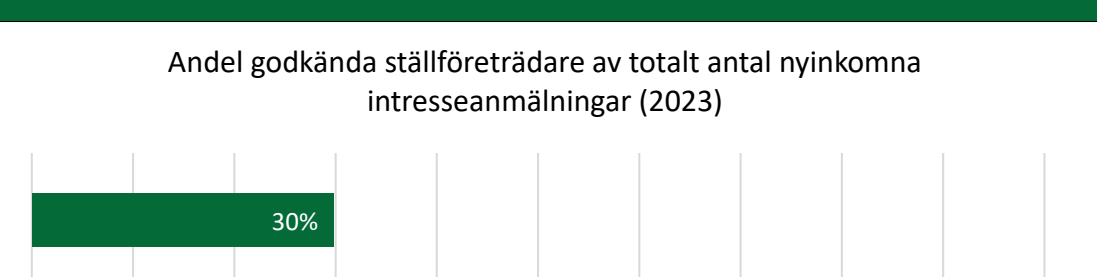 Andel godkända ställföreträdare av totalt antal nyinkomna
intresseanmälningar (2023)
30%